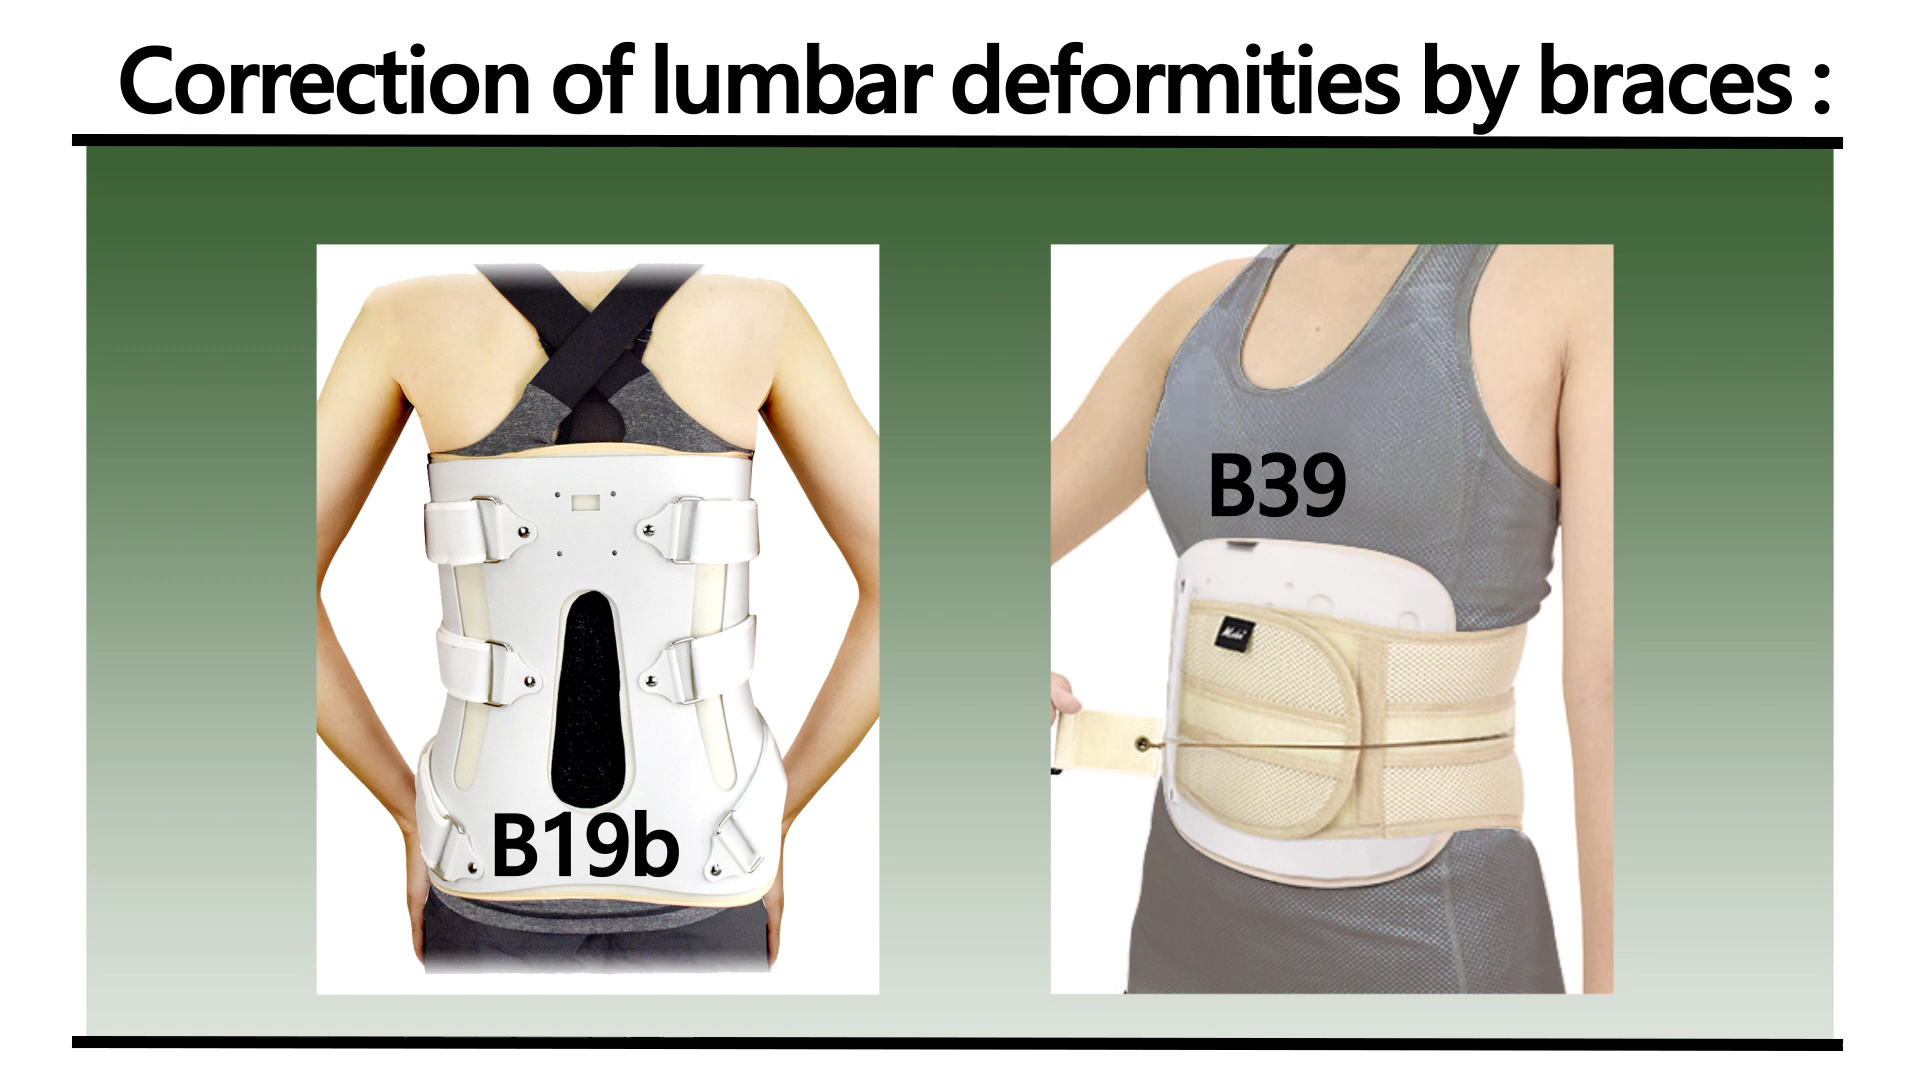 Correction of lumbar deformities by braces :
B19b
B39